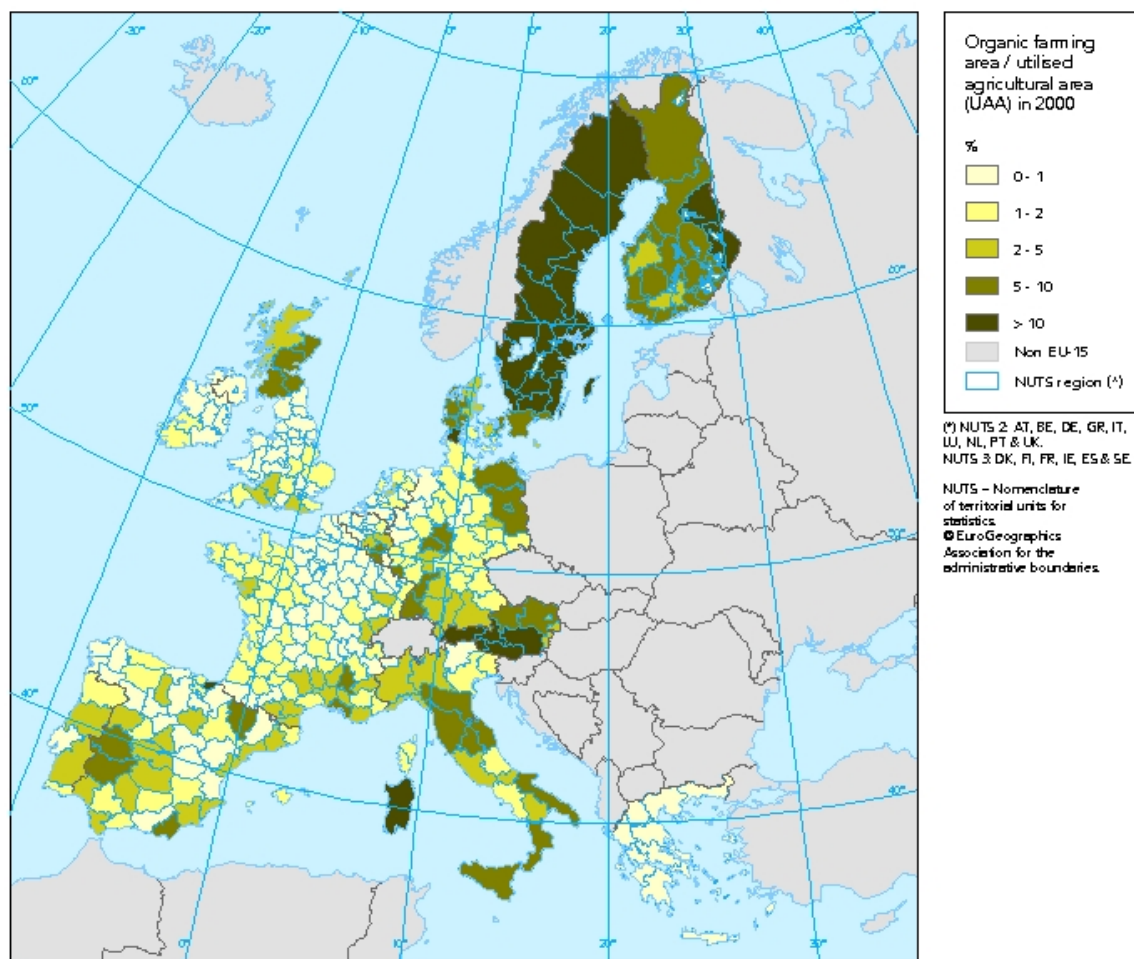 -30°
-20°
-10°
0°
10°
20°
30°
40°
50°
60°
60°
50°
50°
40°
40°
0°
10°
20°
30°
Organic farming
area / utilised
agricultural area
(UAA) in 2000
%
0 - 1
1 - 2
2 - 5
5 - 10
> 10
Non EU-15
NUTS region (*)
(*) NUTS 2: AT, BE, DE, GR, IT,
LU, NL, PT & UK.
NUTS 3: DK, FI, FR, IE, ES & SE.
NUTS – Nomenclature
of territorial units for
statistics.
© EuroGeographics
Association for the
administrative boundaries.